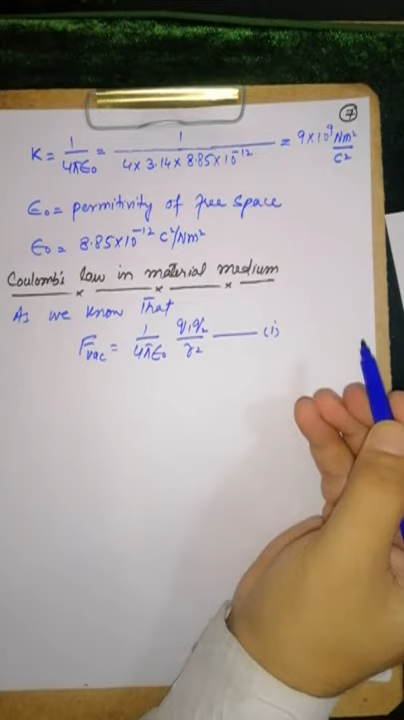 7
K = 1/4πε₀ = 1/4 × 3.14 × 8.85×10⁻¹² = 9×10⁹ Nm²/C²
ε₀ = permitivity of free space
ε₀ = 8.85×10⁻¹² C²/Nm²
Coulomb's law in material medium
As we know That
Fvac = 1/4πε₀ q₁q₂/r² —— (i)